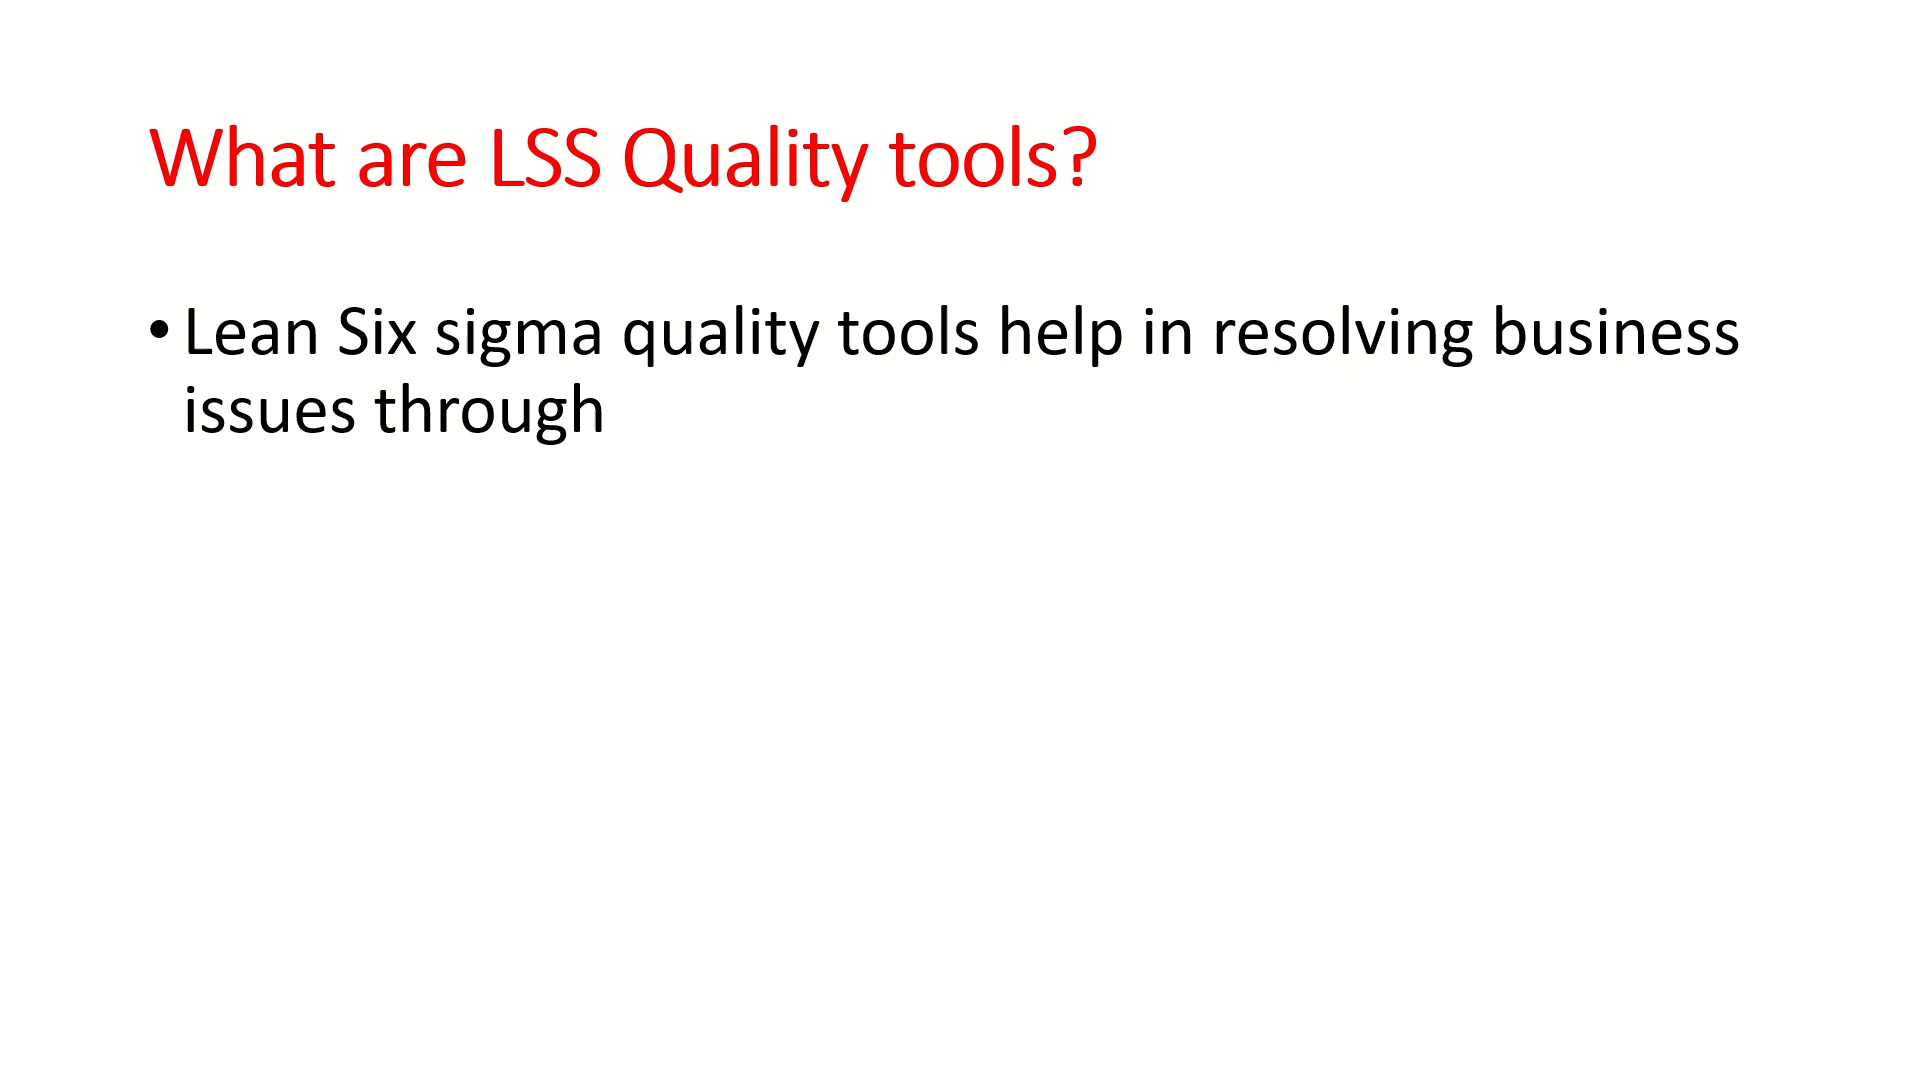 What are LSS Quality tools?
• Lean Six sigma quality tools help in resolving business
issues through